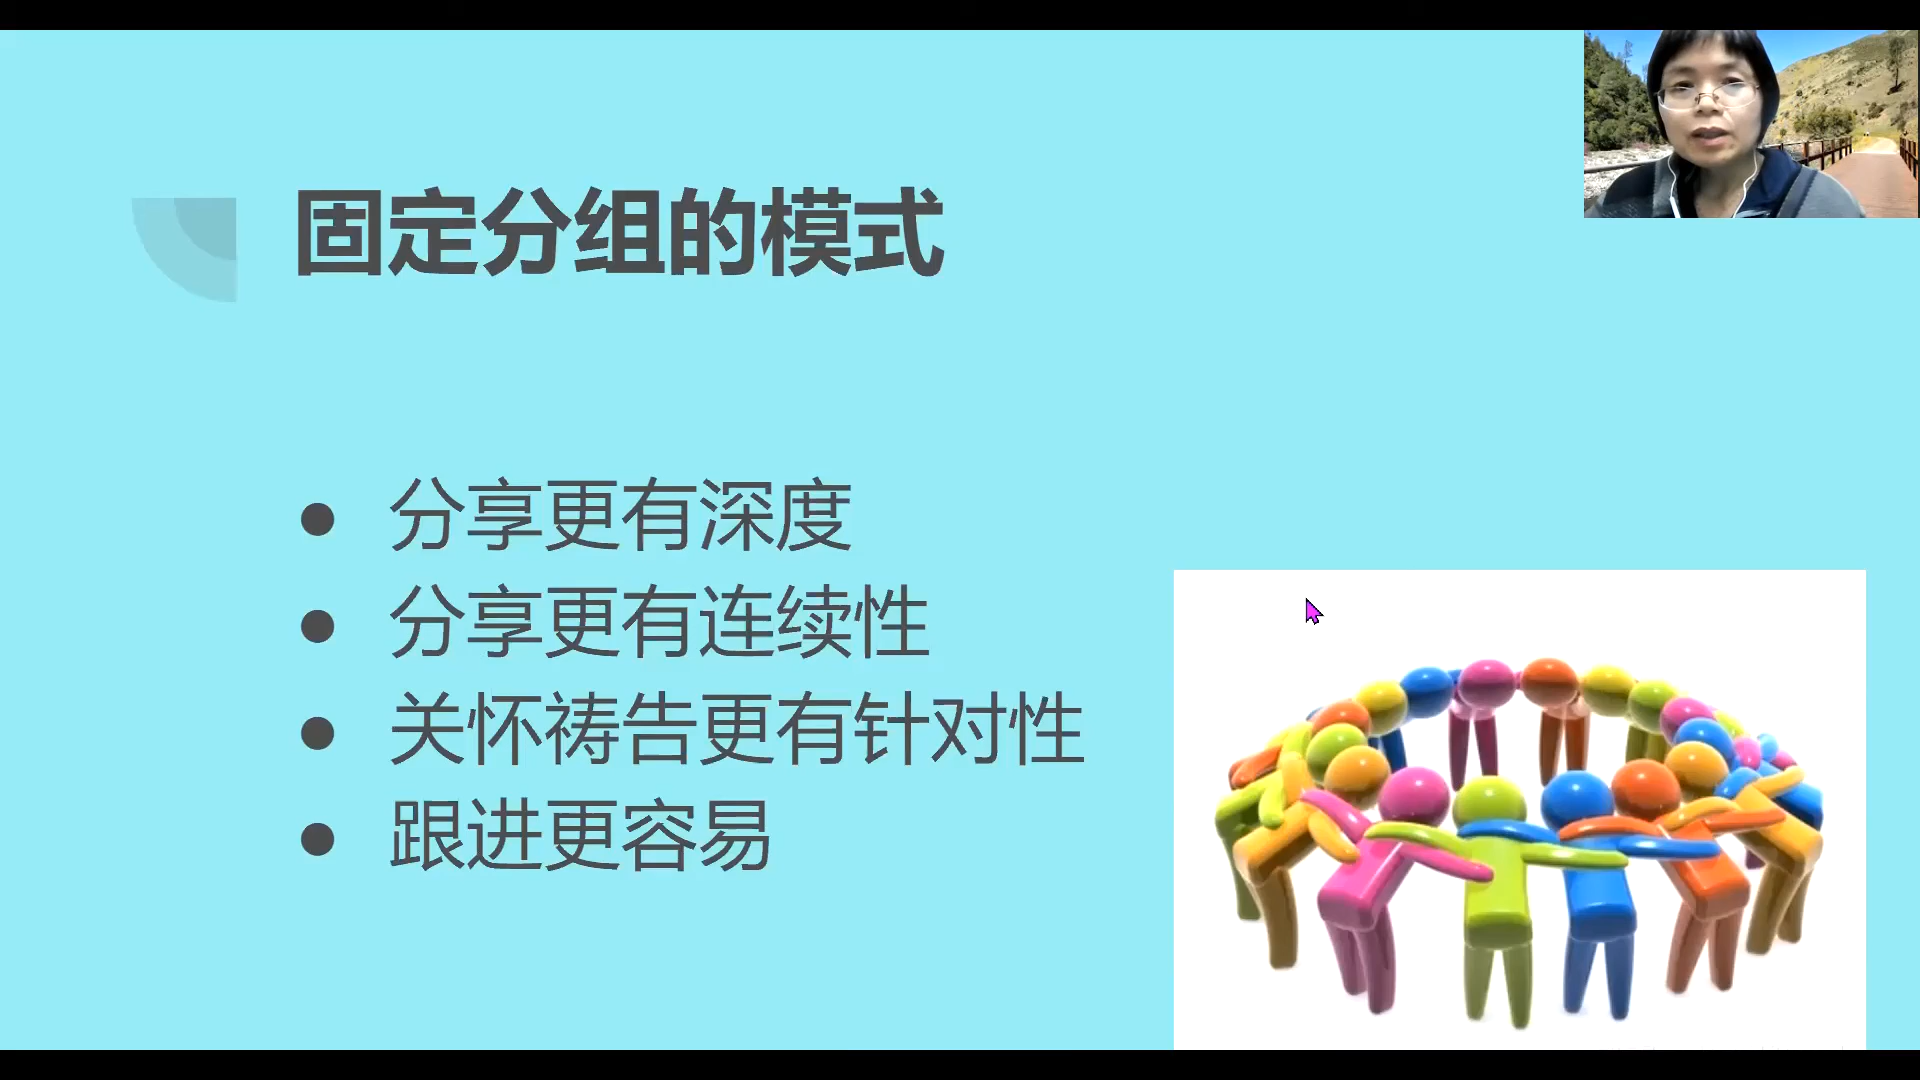 固定分组的模式
● 分享更有深度
● 分享更有连续性
● 关怀祷告更有针对性
● 跟进更容易